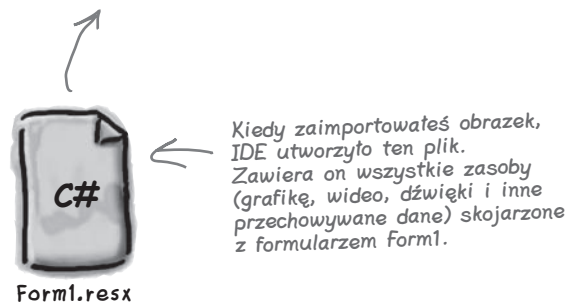 Kiedy zaimportowałeś obrazek,
IDE utworzyło ten plik.
Zawiera on wszystkie zasoby
(grafikę, wideo, dźwięki i inne
przechowywane dane) skojarzone
z formularzem Form1.
C#
Form1.resx